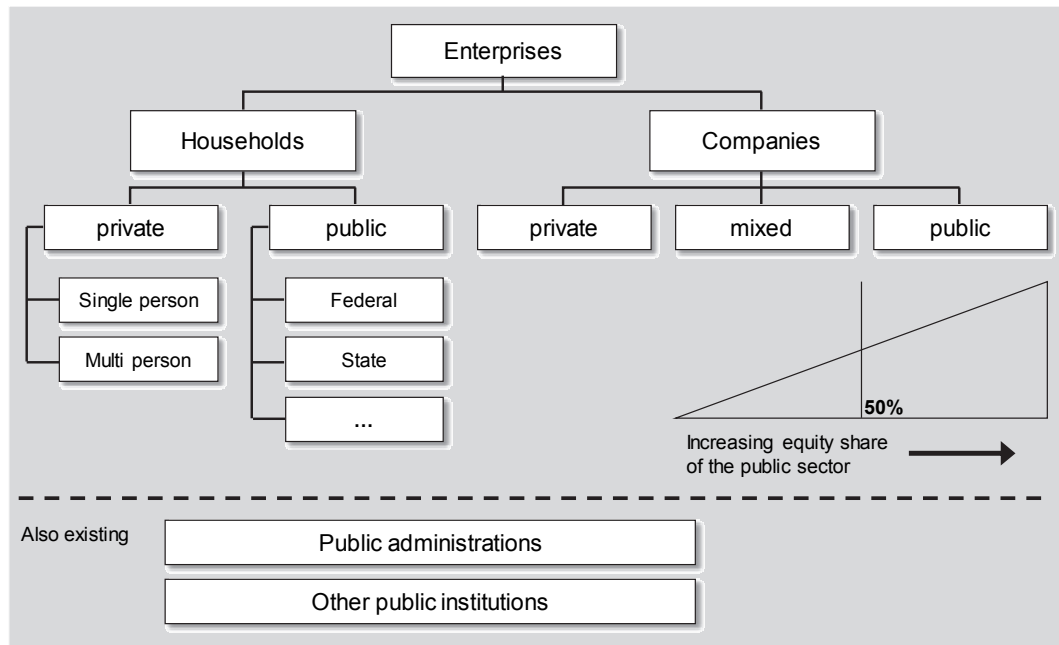 Enterprises
Households
Companies
private
public
private
mixed
public
Single person
Federal
Multi person
State
...
50%
Increasing equity share
of the public sector
Also existing
Public administrations
Other public institutions